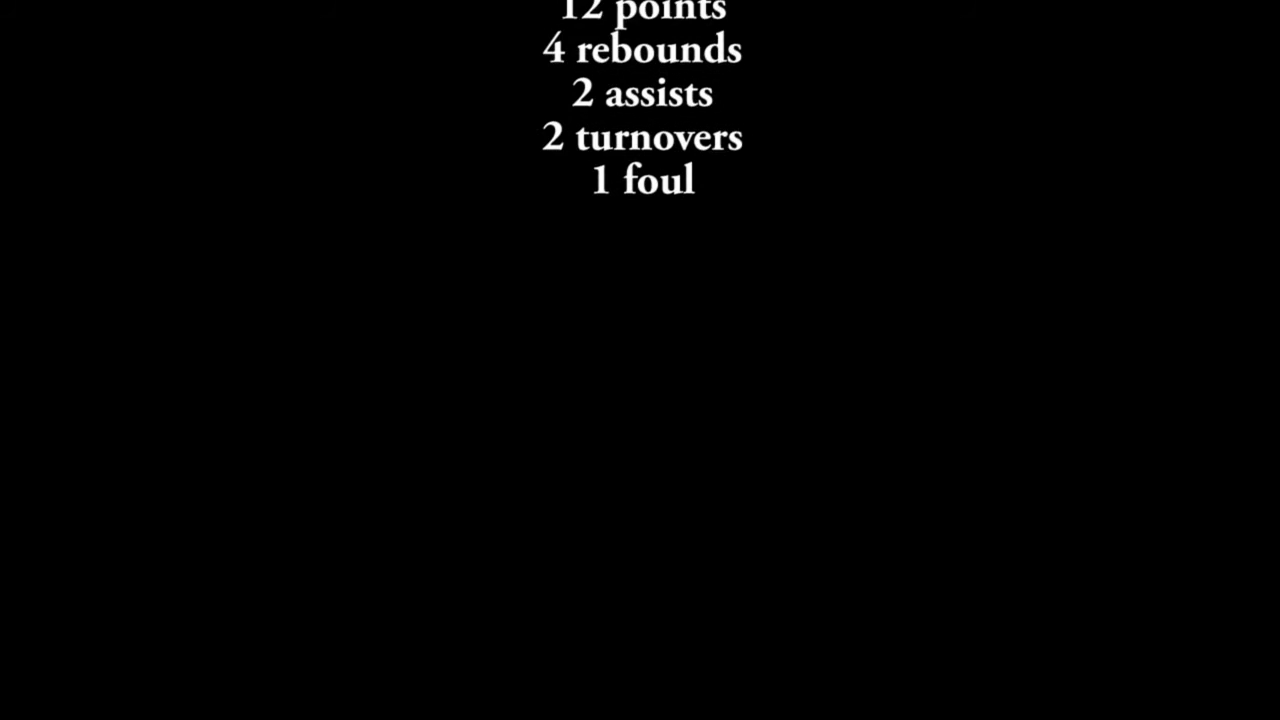 12 points
4 rebounds
2 assists
2 turnovers
1 foul